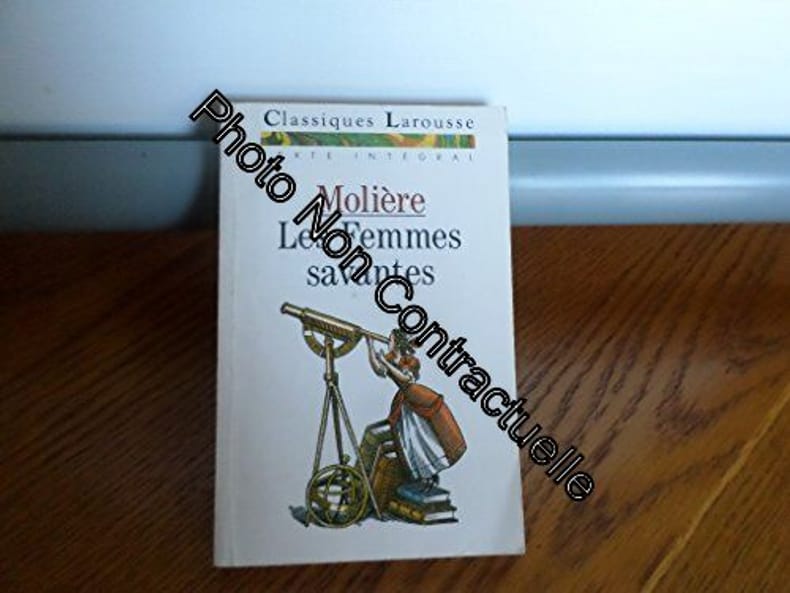 Classiques Larousse
TEXTE INTÉGRAL
Molière
Les Femmes
savantes
Photo Non Contractuelle